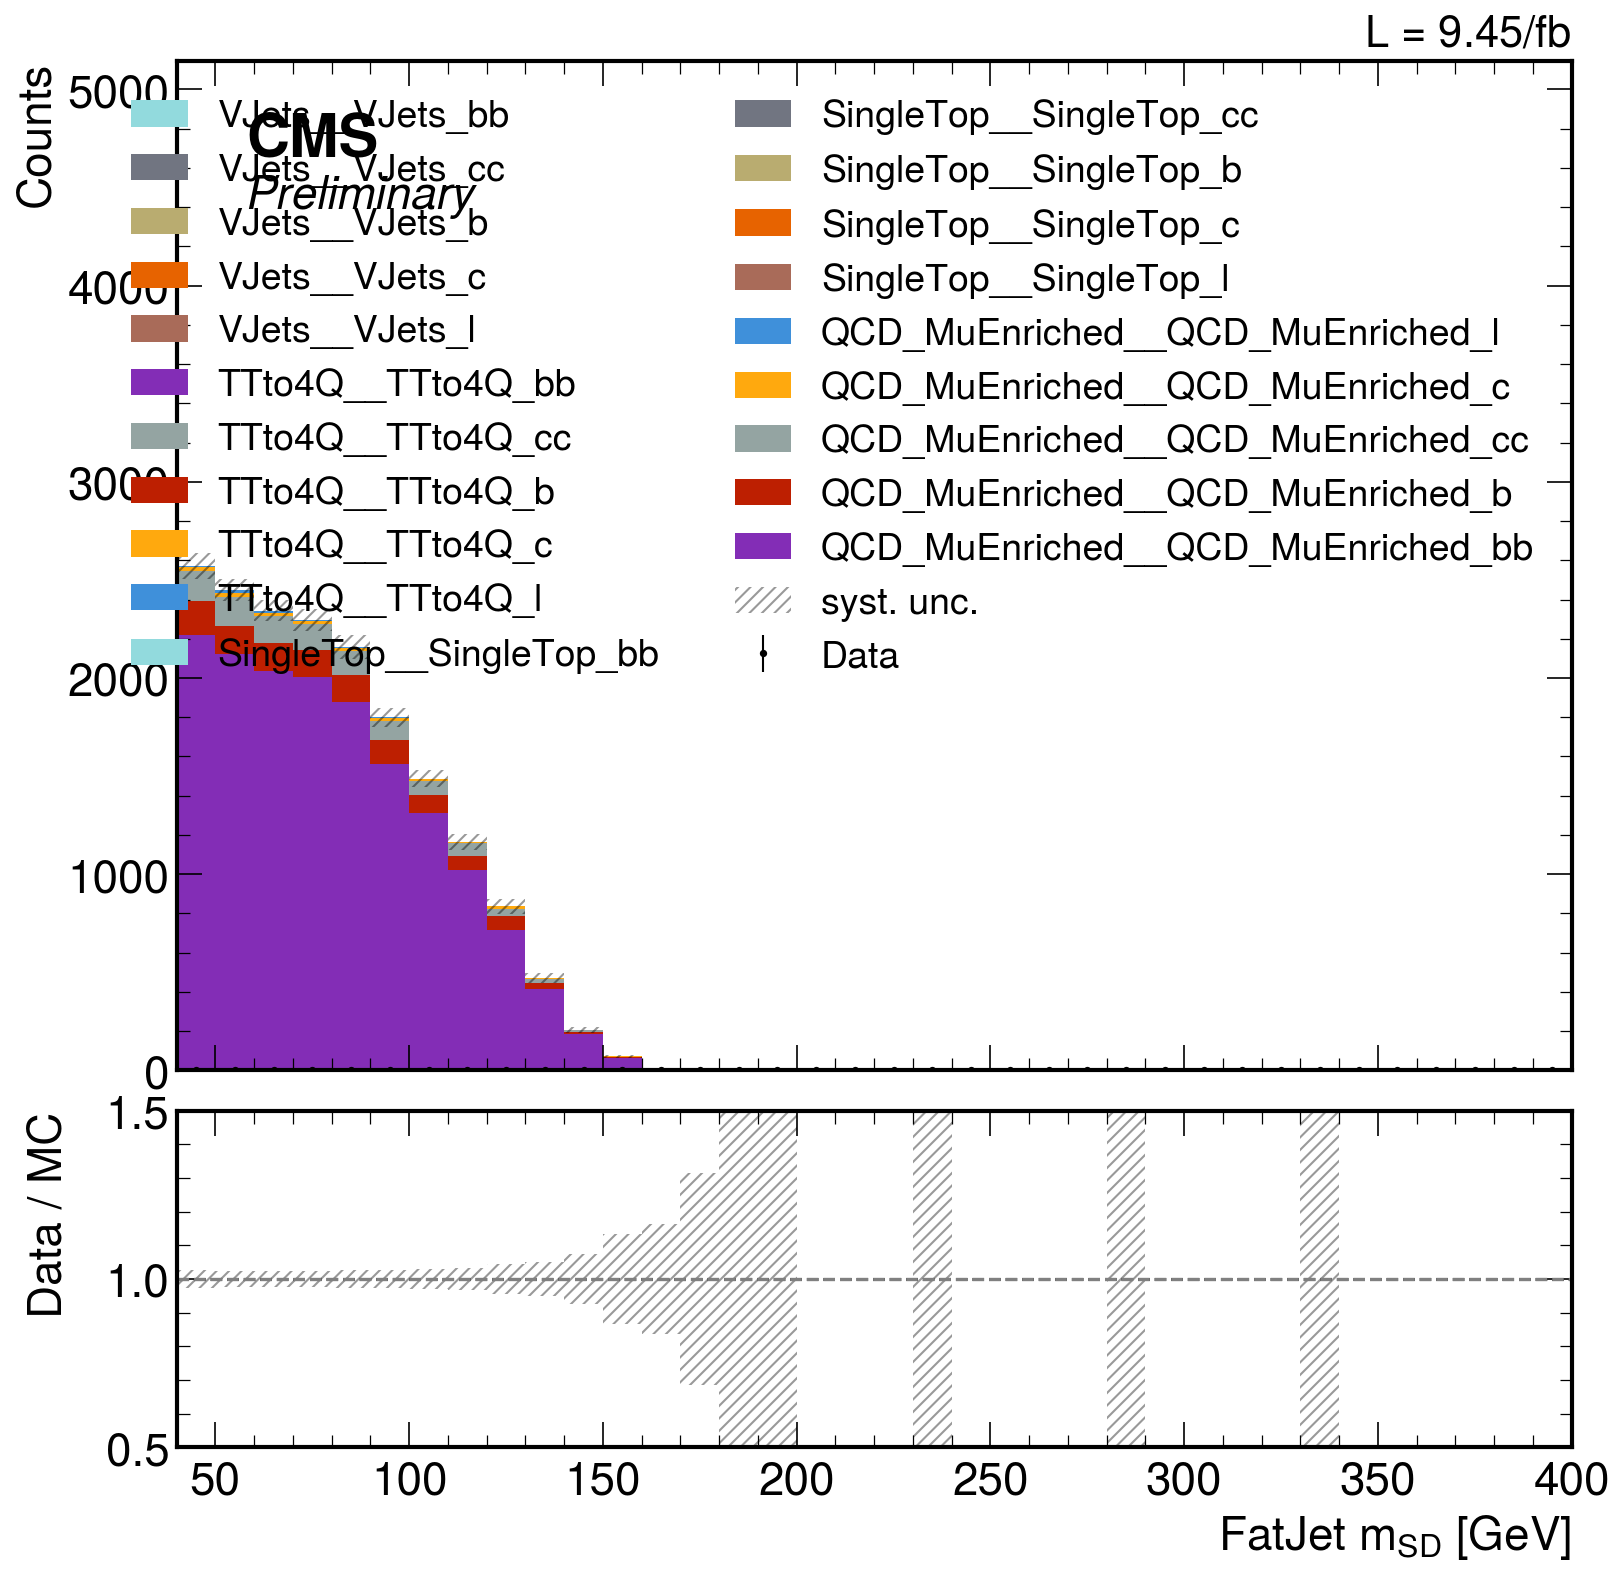 L = 9.45/fb
Counts
CMS
Preliminary
5000
4000
3000
2000
1000
0
VJets__VJets_bb
VJets__VJets_cc
VJets__VJets_b
VJets__VJets_c
VJets__VJets_l
TTto4Q__TTto4Q_bb
TTto4Q__TTto4Q_cc
TTto4Q__TTto4Q_b
TTto4Q__TTto4Q_c
TTto4Q__TTto4Q_l
SingleTop__SingleTop_bb
SingleTop__SingleTop_cc
SingleTop__SingleTop_b
SingleTop__SingleTop_c
SingleTop__SingleTop_l
QCD_MuEnriched__QCD_MuEnriched_l
QCD_MuEnriched__QCD_MuEnriched_c
QCD_MuEnriched__QCD_MuEnriched_cc
QCD_MuEnriched__QCD_MuEnriched_b
QCD_MuEnriched__QCD_MuEnriched_bb
syst. unc.
Data
Data / MC
1.5
1.0
0.5
50 100 150 200 250 300 350 400
FatJet m_SD [GeV]